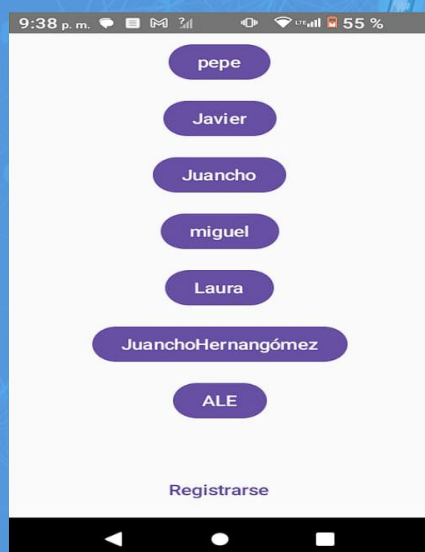 9:38 p. m. 55 %
pepe
Javier
Juancho
miguel
Laura
JuanchoHernangómez
ALE
Registrarse